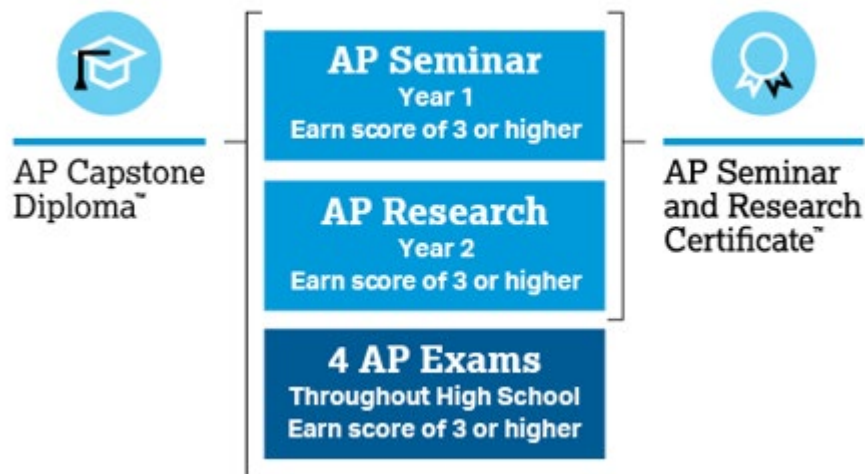 AP Capstone
Diploma™
AP Seminar
Year 1
Earn score of 3 or higher
AP Research
Year 2
Earn score of 3 or higher
4 AP Exams
Throughout High School
Earn score of 3 or higher
AP Seminar
and Research
Certificate™